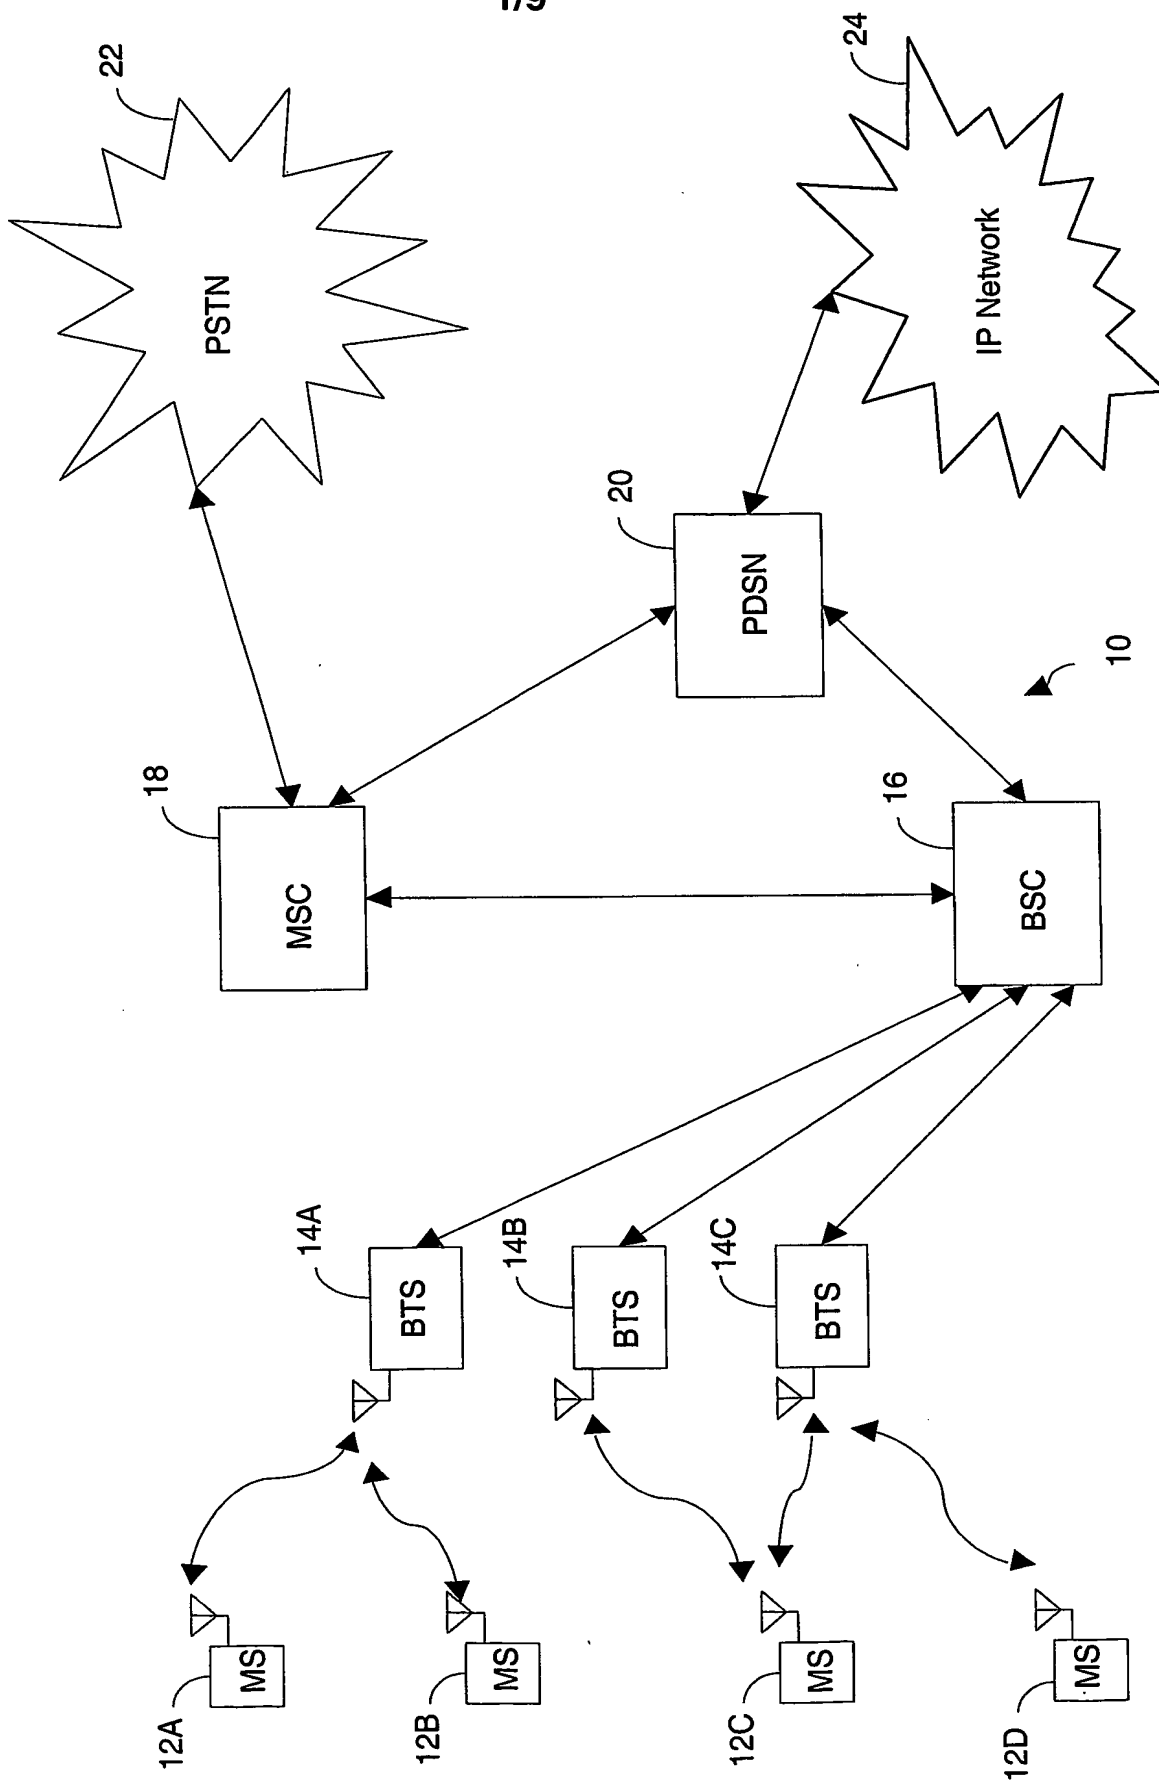 1/9
22
PSTN
24
IP Network
18
MSC
20
PDSN
16
BSC
10
14A
BTS
14B
BTS
14C
BTS
12A
MS
12B
MS
12C
MS
12D
MS